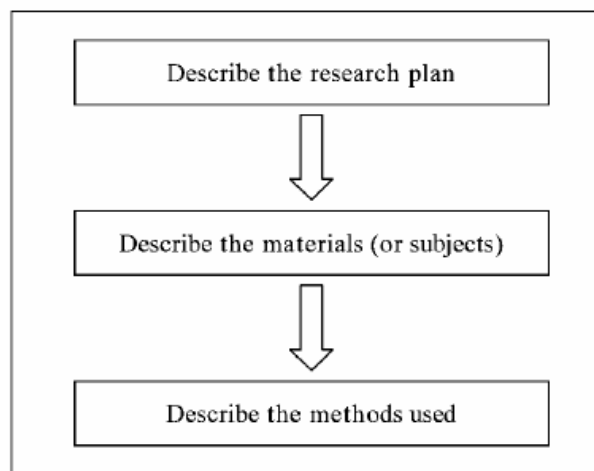 Describe the research plan
Describe the materials (or subjects)
Describe the methods used